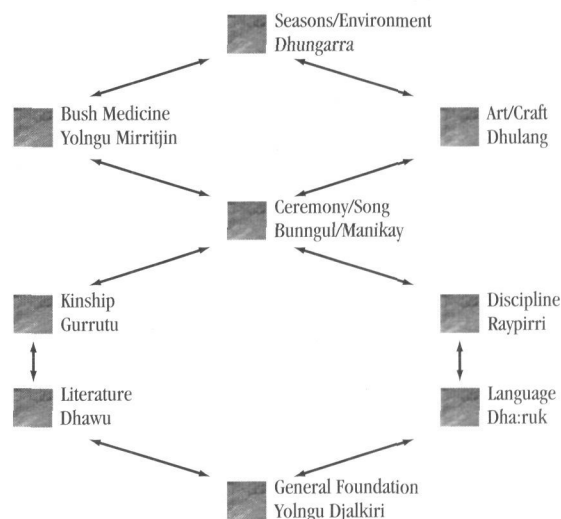 Seasons/Environment
Dhungarra
Bush Medicine
Yolngu Mirritjin
Art/Craft
Dhulang
Ceremony/Song
Bunngul/Manikay
Kinship
Gurrutu
Discipline
Raypirri
Literature
Dhawu
Language
Dha:ruk
General Foundation
Yolngu Djalkiri